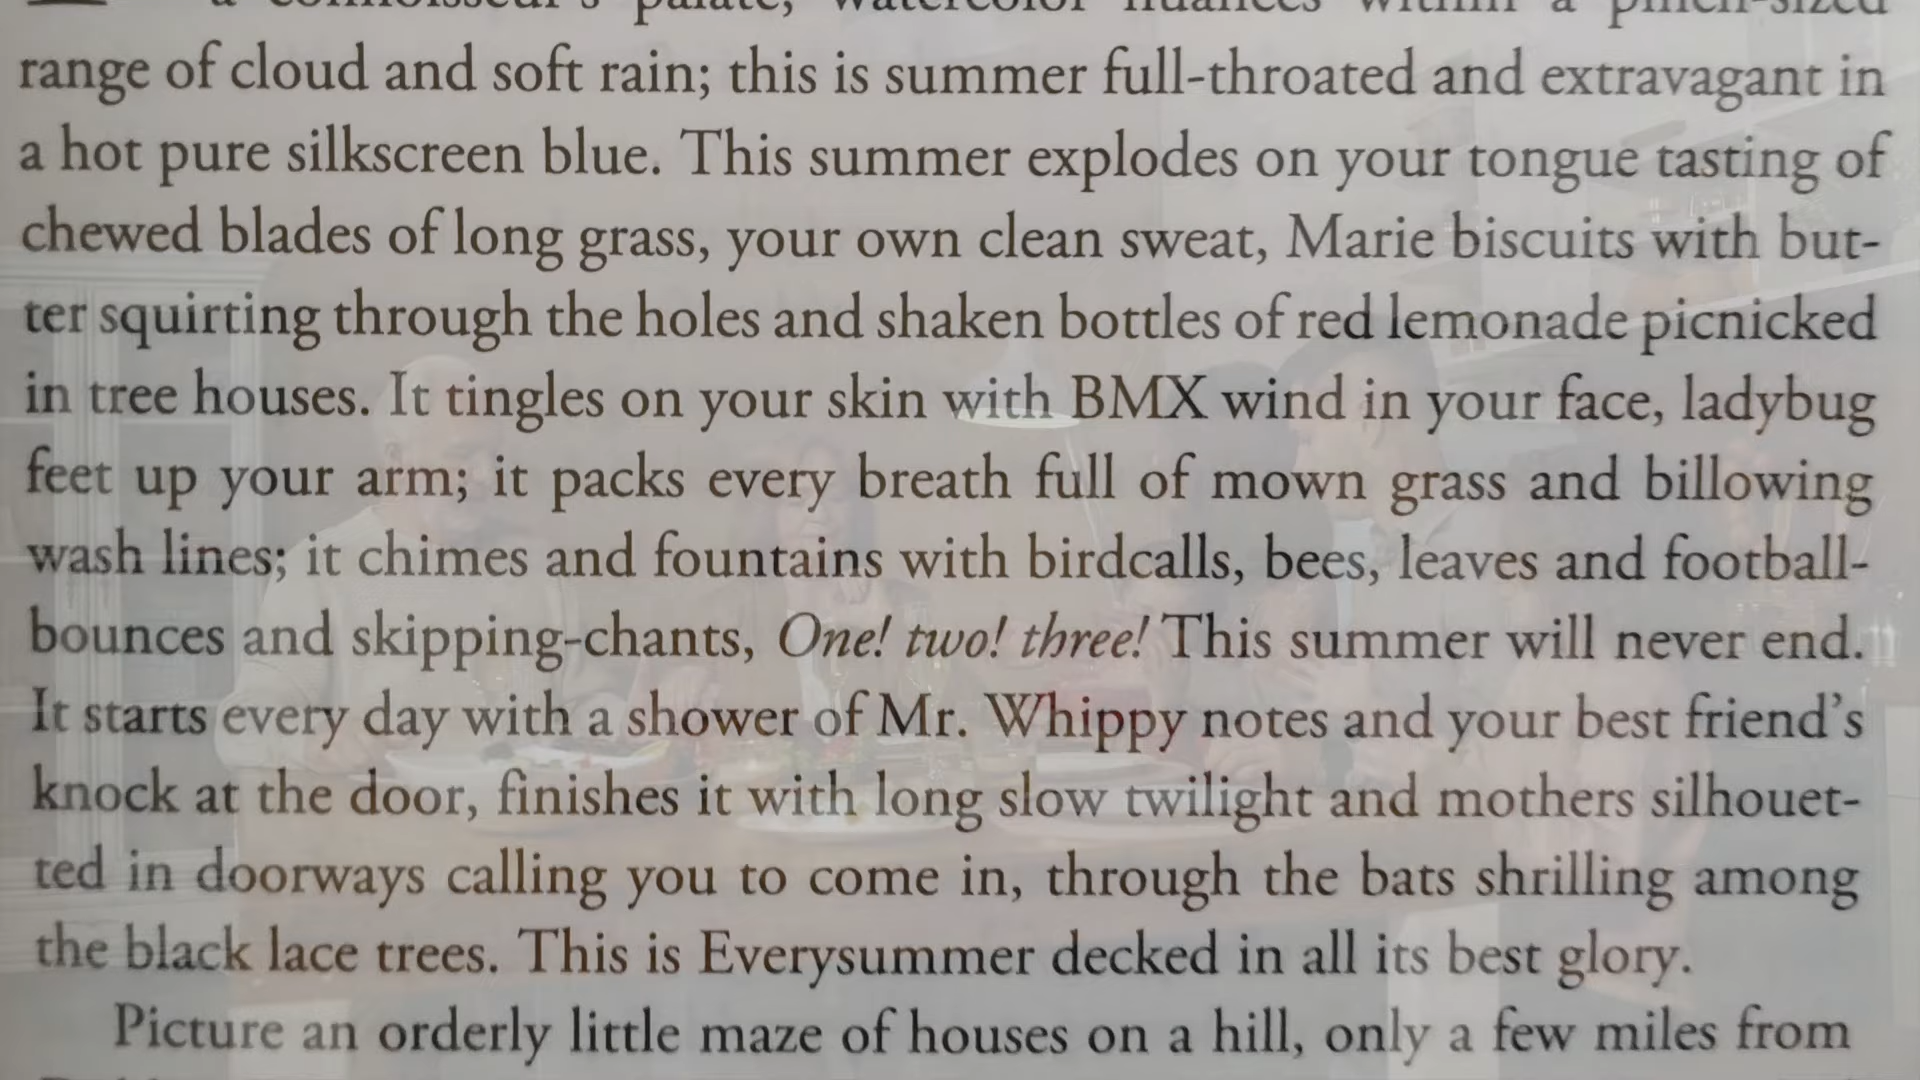 a connoisseur's palate, watercolor nuances within a pinch-sized
range of cloud and soft rain; this is summer full-throated and extravagant in
a hot pure silkscreen blue. This summer explodes on your tongue tasting of
chewed blades of long grass, your own clean sweat, Marie biscuits with but-
ter squirting through the holes and shaken bottles of red lemonade picnicked
in tree houses. It tingles on your skin with BMX wind in your face, ladybug
feet up your arm; it packs every breath full of mown grass and billowing
wash lines; it chimes and fountains with birdcalls, bees, leaves and football-
bounces and skipping-chants, One! two! three! This summer will never end.
It starts every day with a shower of Mr. Whippy notes and your best friend's
knock at the door, finishes it with long slow twilight and mothers silhouet-
ted in doorways calling you to come in, through the bats shrilling among
the black lace trees. This is Everysummer decked in all its best glory.
Picture an orderly little maze of houses on a hill, only a few miles from